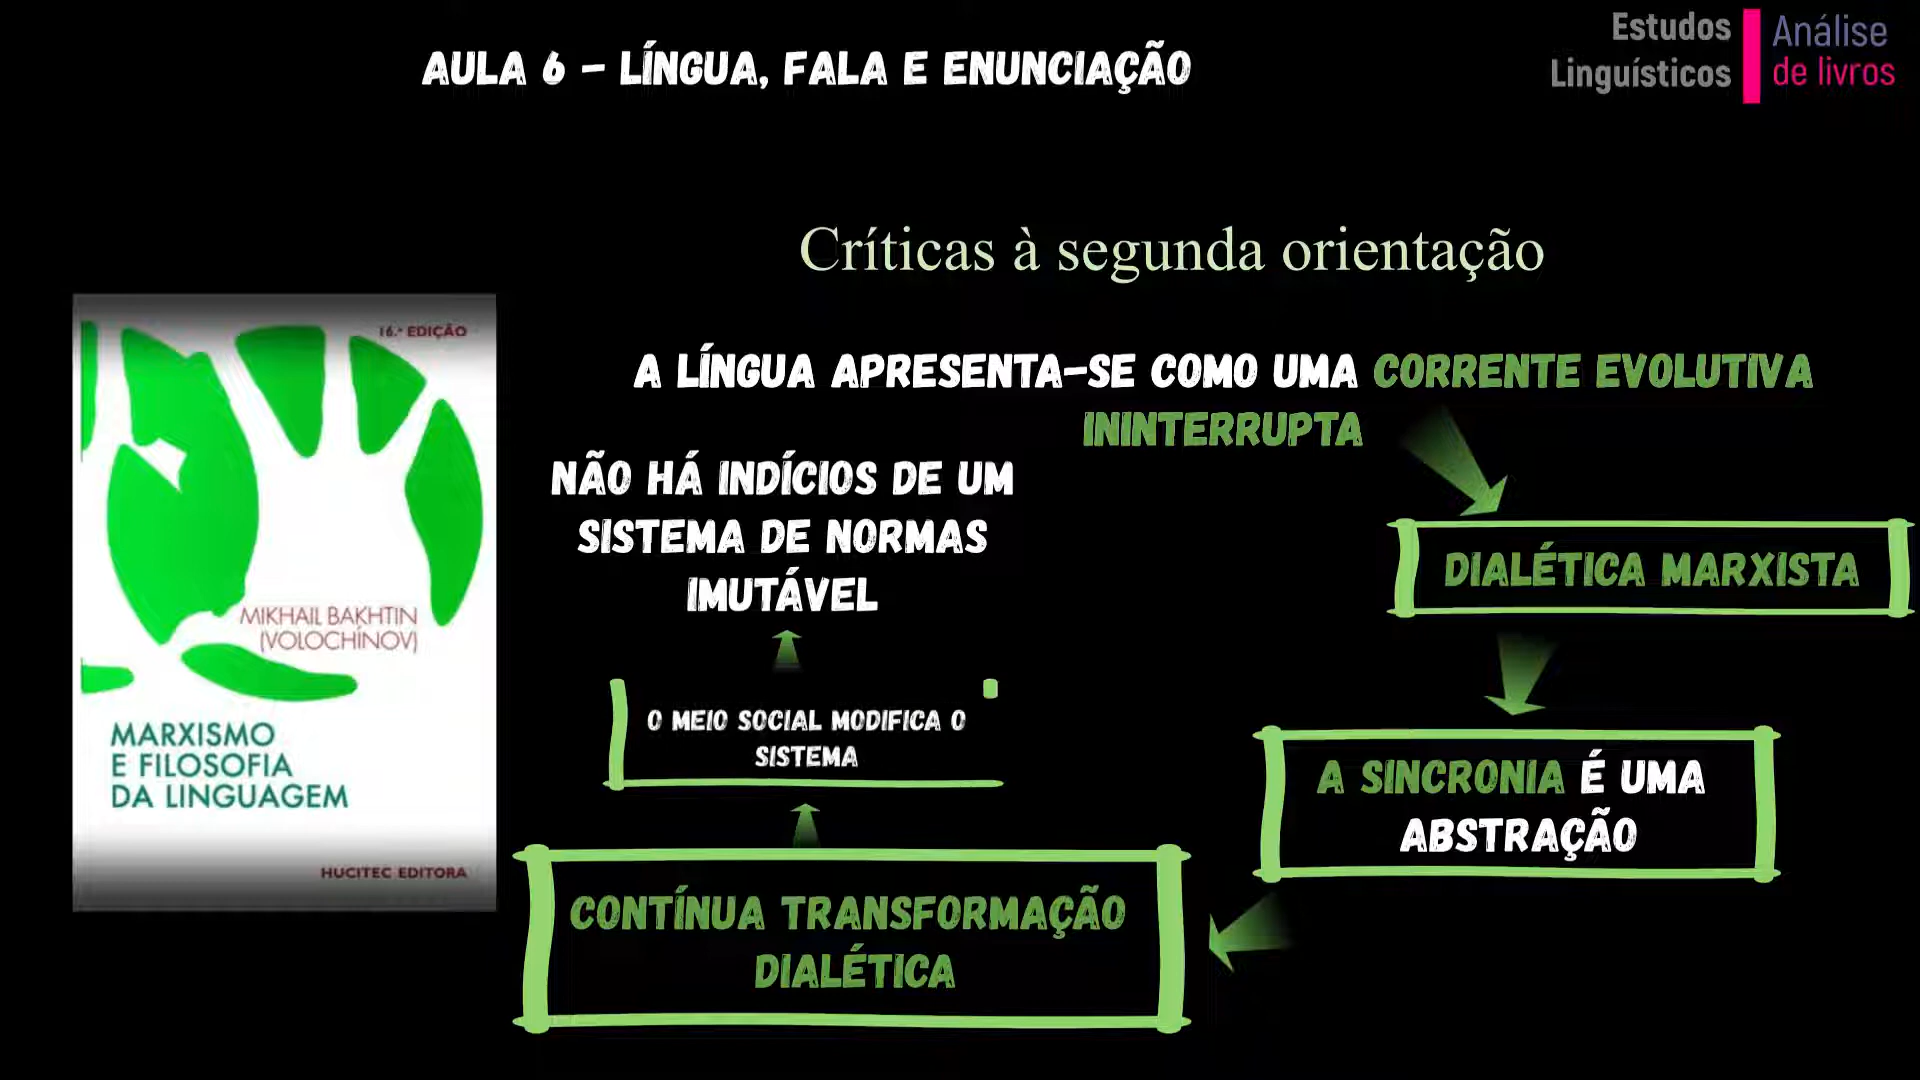 AULA 6 – LÍNGUA, FALA E ENUNCIAÇÃO
Estudos
Linguísticos
Análise
de livros
Críticas à segunda orientação
A LÍNGUA APRESENTA-SE COMO UMA CORRENTE EVOLUTIVA
ININTERRUPTA
NÃO HÁ INDÍCIOS DE UM
SISTEMA DE NORMAS
IMUTÁVEL
DIALÉTICA MARXISTA
O MEIO SOCIAL MODIFICA O
SISTEMA
A SINCRONIA É UMA
ABSTRAÇÃO
CONTÍNUA TRANSFORMAÇÃO
DIALÉTICA
16.ª EDIÇÃO
MIKHAIL BAKHTIN
(VOLOCHÍNOV)
MARXISMO
E FILOSOFIA
DA LINGUAGEM
HUCITEC EDITORA